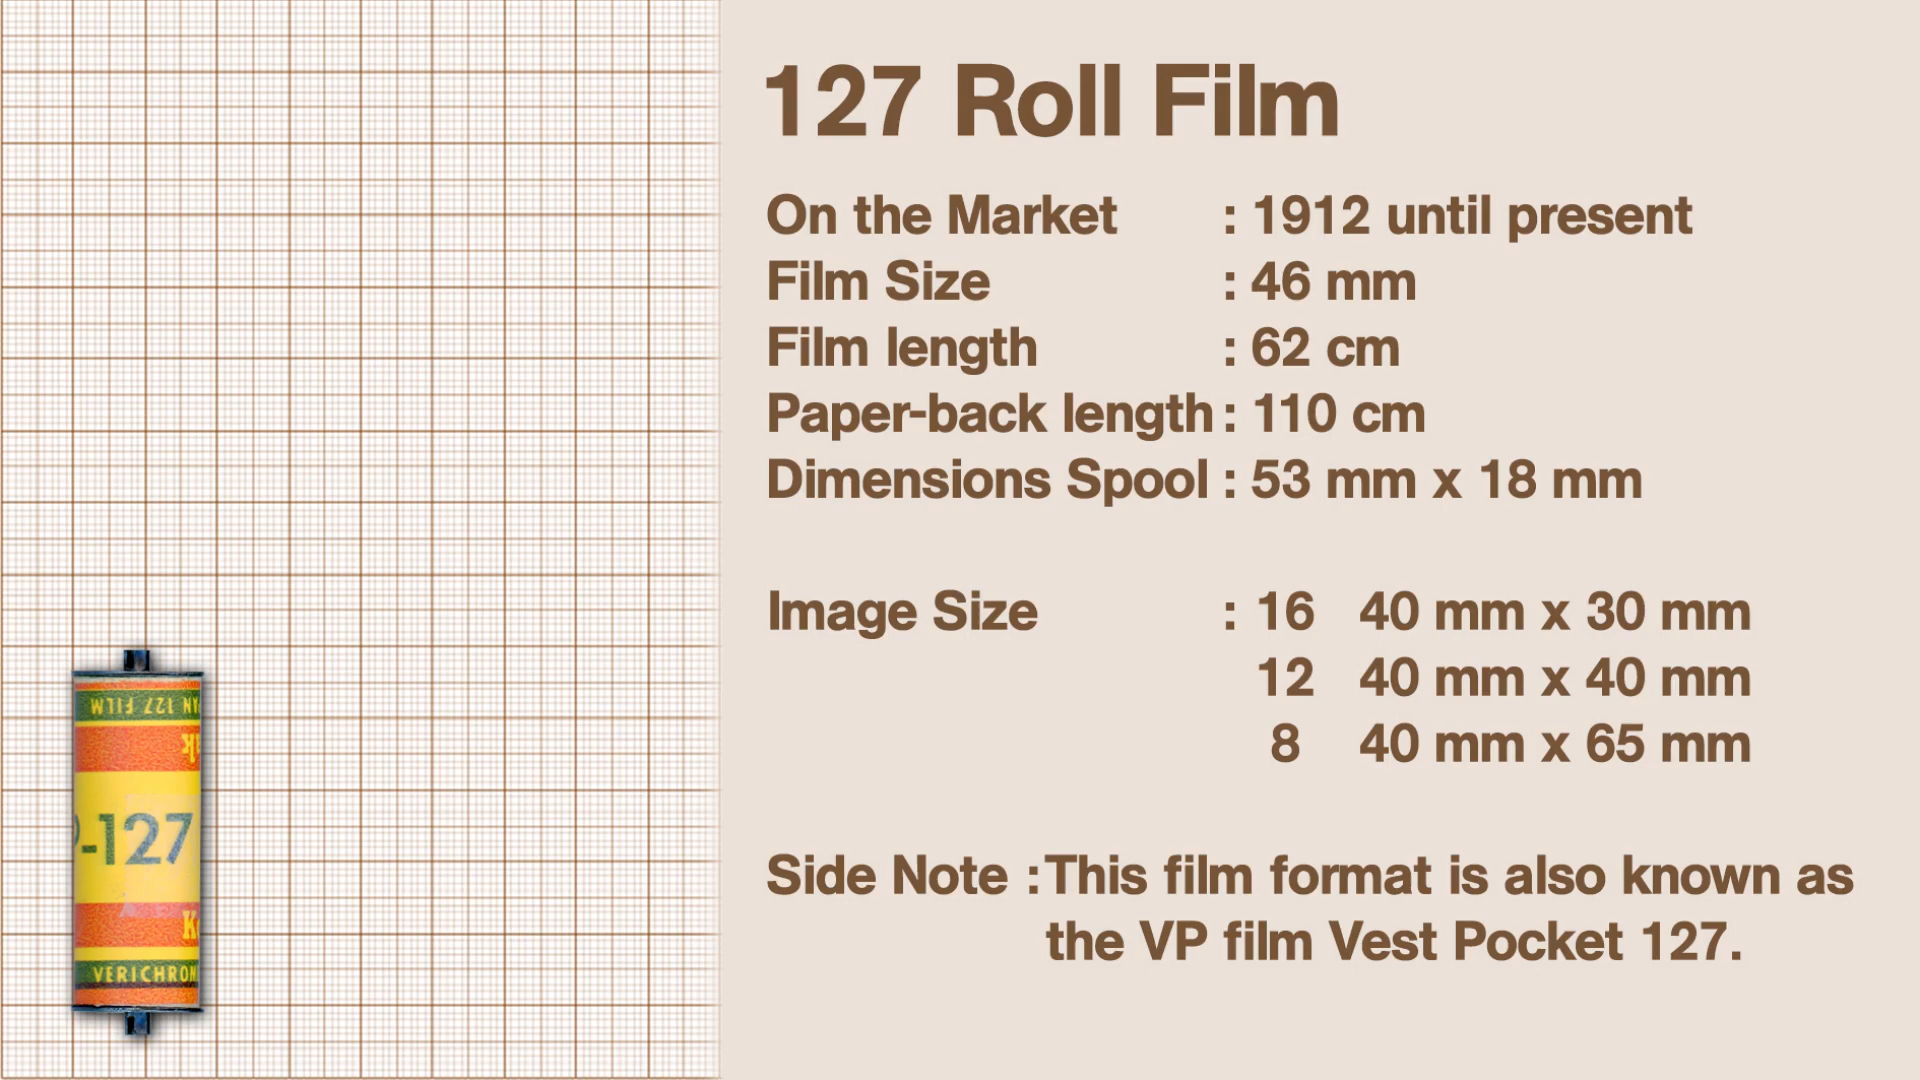 127 Roll Film
On the Market : 1912 until present
Film Size : 46 mm
Film length : 62 cm
Paper-back length : 110 cm
Dimensions Spool : 53 mm x 18 mm
Image Size : 16 40 mm x 30 mm
12 40 mm x 40 mm
8 40 mm x 65 mm
Side Note : This film format is also known as
the VP film Vest Pocket 127.
PAN 127 FILM
-127
VERICHROM